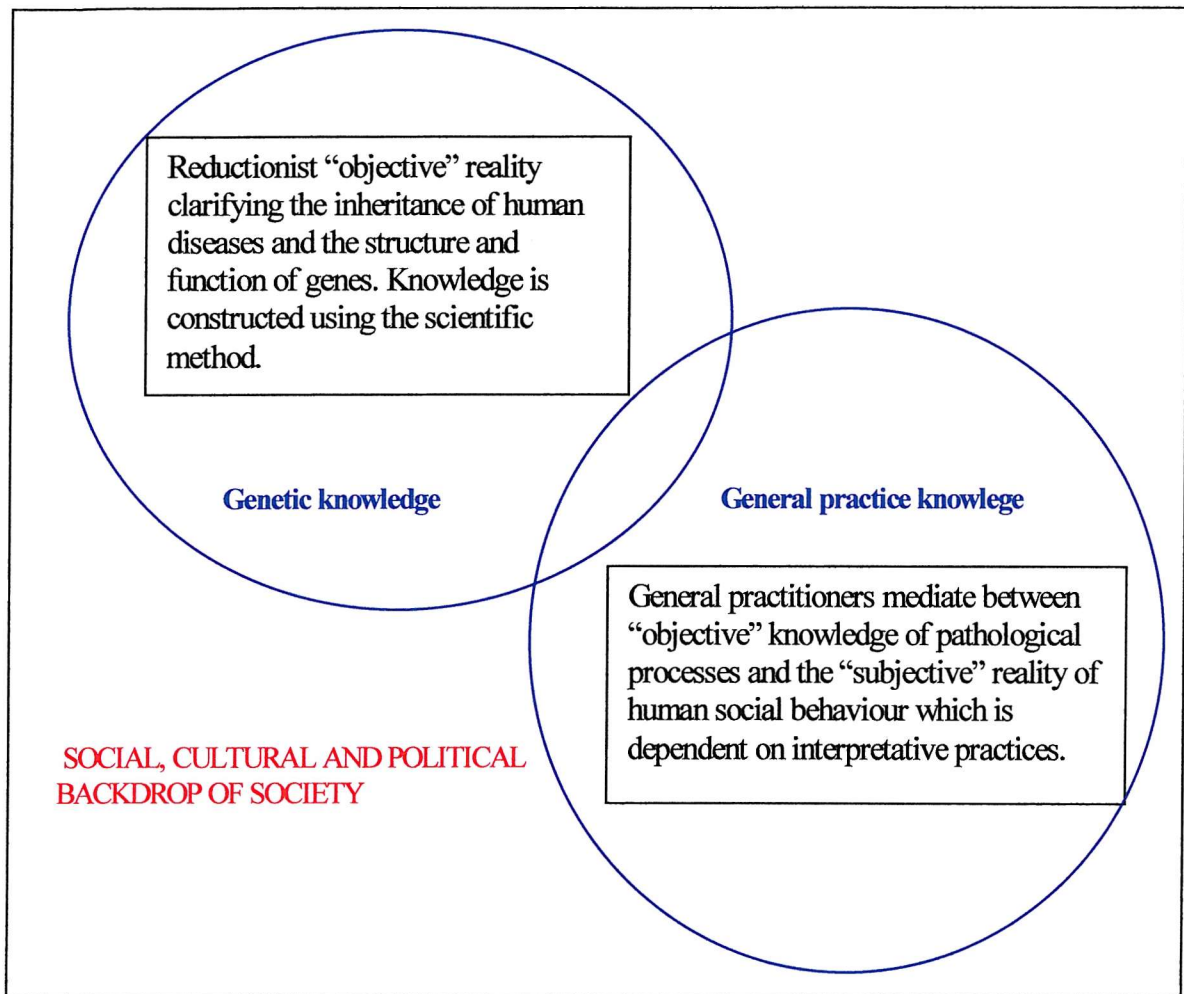 Reductionist “objective” reality
clarifying the inheritance of human
diseases and the structure and
function of genes. Knowledge is
constructed using the scientific
method.
Genetic knowledge
General practice knowlege
General practitioners mediate between
“objective” knowledge of pathological
processes and the “subjective” reality of
human social behaviour which is
dependent on interpretative practices.
SOCIAL, CULTURAL AND POLITICAL
BACKDROP OF SOCIETY